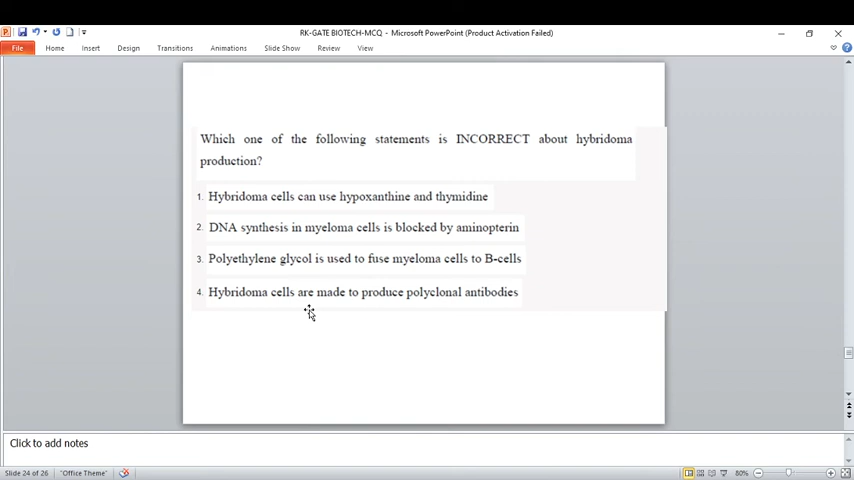 RK-GATE BIOTECH-MCQ - Microsoft PowerPoint (Product Activation Failed)
File Home Insert Design Transitions Animations Slide Show Review View
Which one of the following statements is INCORRECT about hybridoma
production?
1. Hybridoma cells can use hypoxanthine and thymidine
2. DNA synthesis in myeloma cells is blocked by aminopterin
3. Polyethylene glycol is used to fuse myeloma cells to B-cells
4. Hybridoma cells are made to produce polyclonal antibodies
Click to add notes
Slide 24 of 26 "Office Theme" 80%